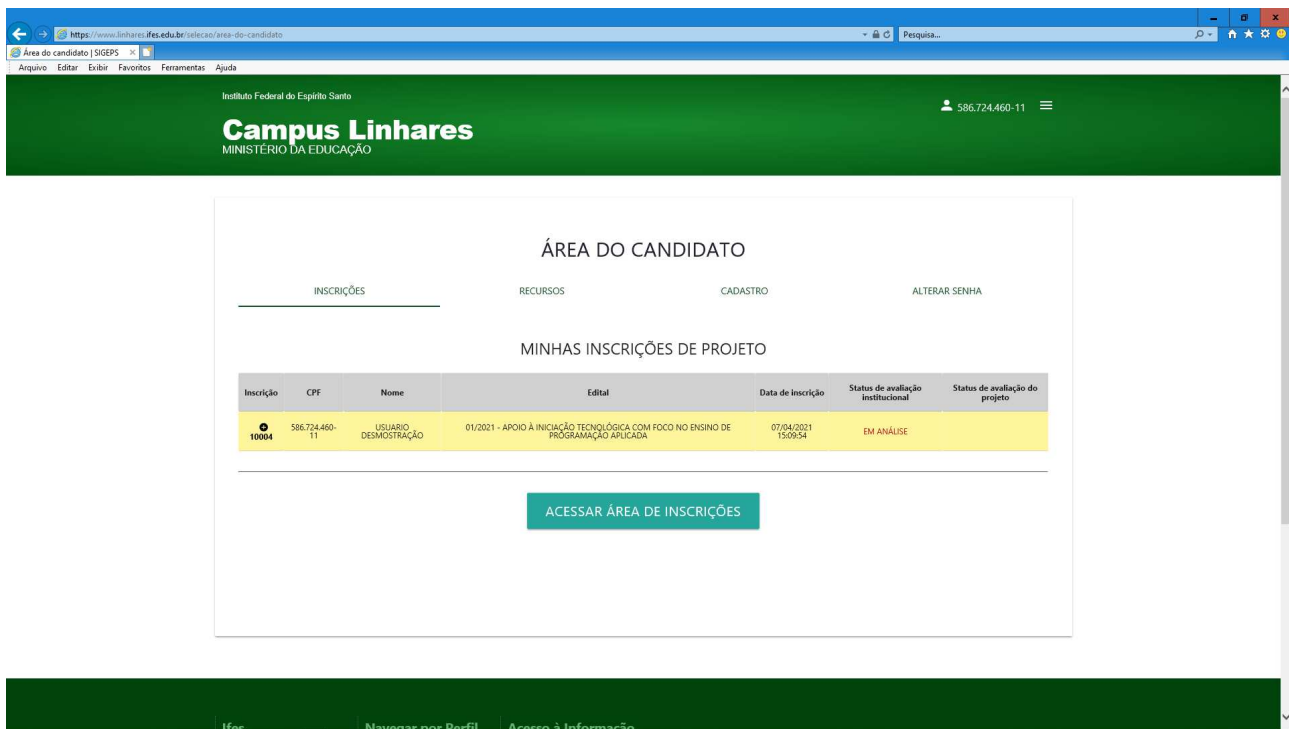 https://www.linhares.ifes.edu.br/selecao/area-do-candidato
Pesquisa...
Área do candidato | SIGEPS
Arquivo Editar Exibir Favoritos Ferramentas Ajuda
Instituto Federal do Espírito Santo
Campus Linhares
MINISTÉRIO DA EDUCAÇÃO
586.724.460-11
ÁREA DO CANDIDATO
INSCRIÇÕES RECURSOS CADASTRO ALTERAR SENHA
MINHAS INSCRIÇÕES DE PROJETO
Inscrição CPF Nome Edital Data de inscrição Status de avaliação institucional Status de avaliação do projeto
10004 586.724.460-11 USUARIO DESMOSTRAÇÃO 01/2021 - APOIO À INICIAÇÃO TECNOLÓGICA COM FOCO NO ENSINO DE PROGRAMAÇÃO APLICADA 07/04/2021 15:09:54 EM ANÁLISE
ACESSAR ÁREA DE INSCRIÇÕES
Ifes Navegar por Perfil Acesso à Informação